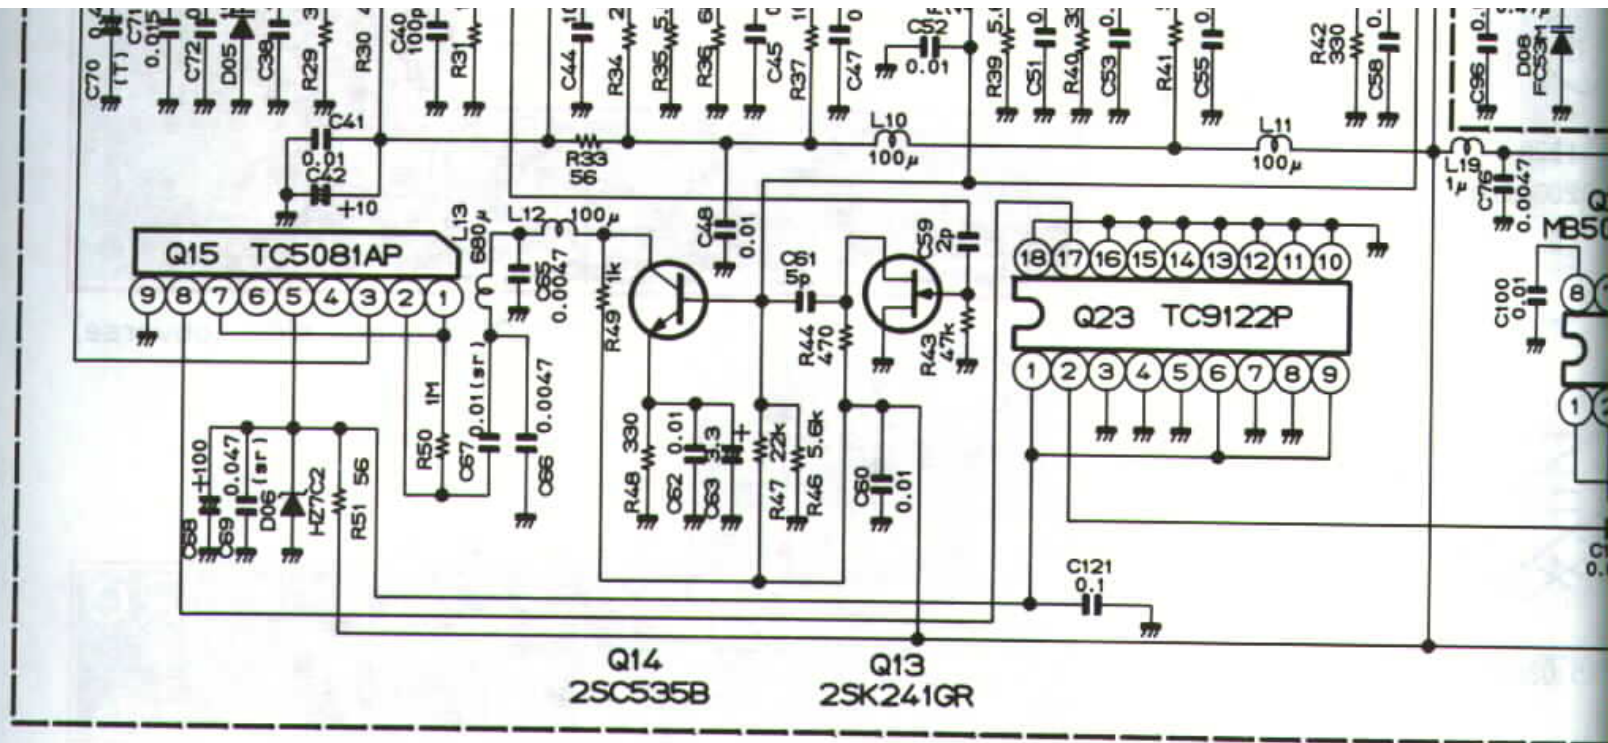 C70
(T)
C71
0.015
C72
D05
C38
R29
R30
C40
100p
R31
C44
R34
R35
R36
C45
R37
C47
C52
0.01
R39
C51
R40
C53
R41
C55
R42
330
C58
C96
D08
FC53M
C41
0.01
C42
+10
R33
56
L10
100μ
L11
100μ
L19
1μ
C76
0.0047
MB50
Q15 TC5081AP
9 8 7 6 5 4 3 2 1
L13
680μ
L12 100μ
C65
0.0047
R49 1k
C48
0.01
C61
5p
R44
470
C59
2p
R43
47k
18 17 16 15 14 13 12 11 10
Q23 TC9122P
1 2 3 4 5 6 7 8 9
C100
0.01
8
1
C68
+100
C69
0.047
(sr)
D06
HZ7C2
R51 56
R50 1M
C67 0.01(sr)
C66 0.0047
R48 330
C62 0.01
C63 3.3
+
R47 22k
R46 5.6k
C60
0.01
C121
0.1
Q14
2SC535B
Q13
2SK241GR